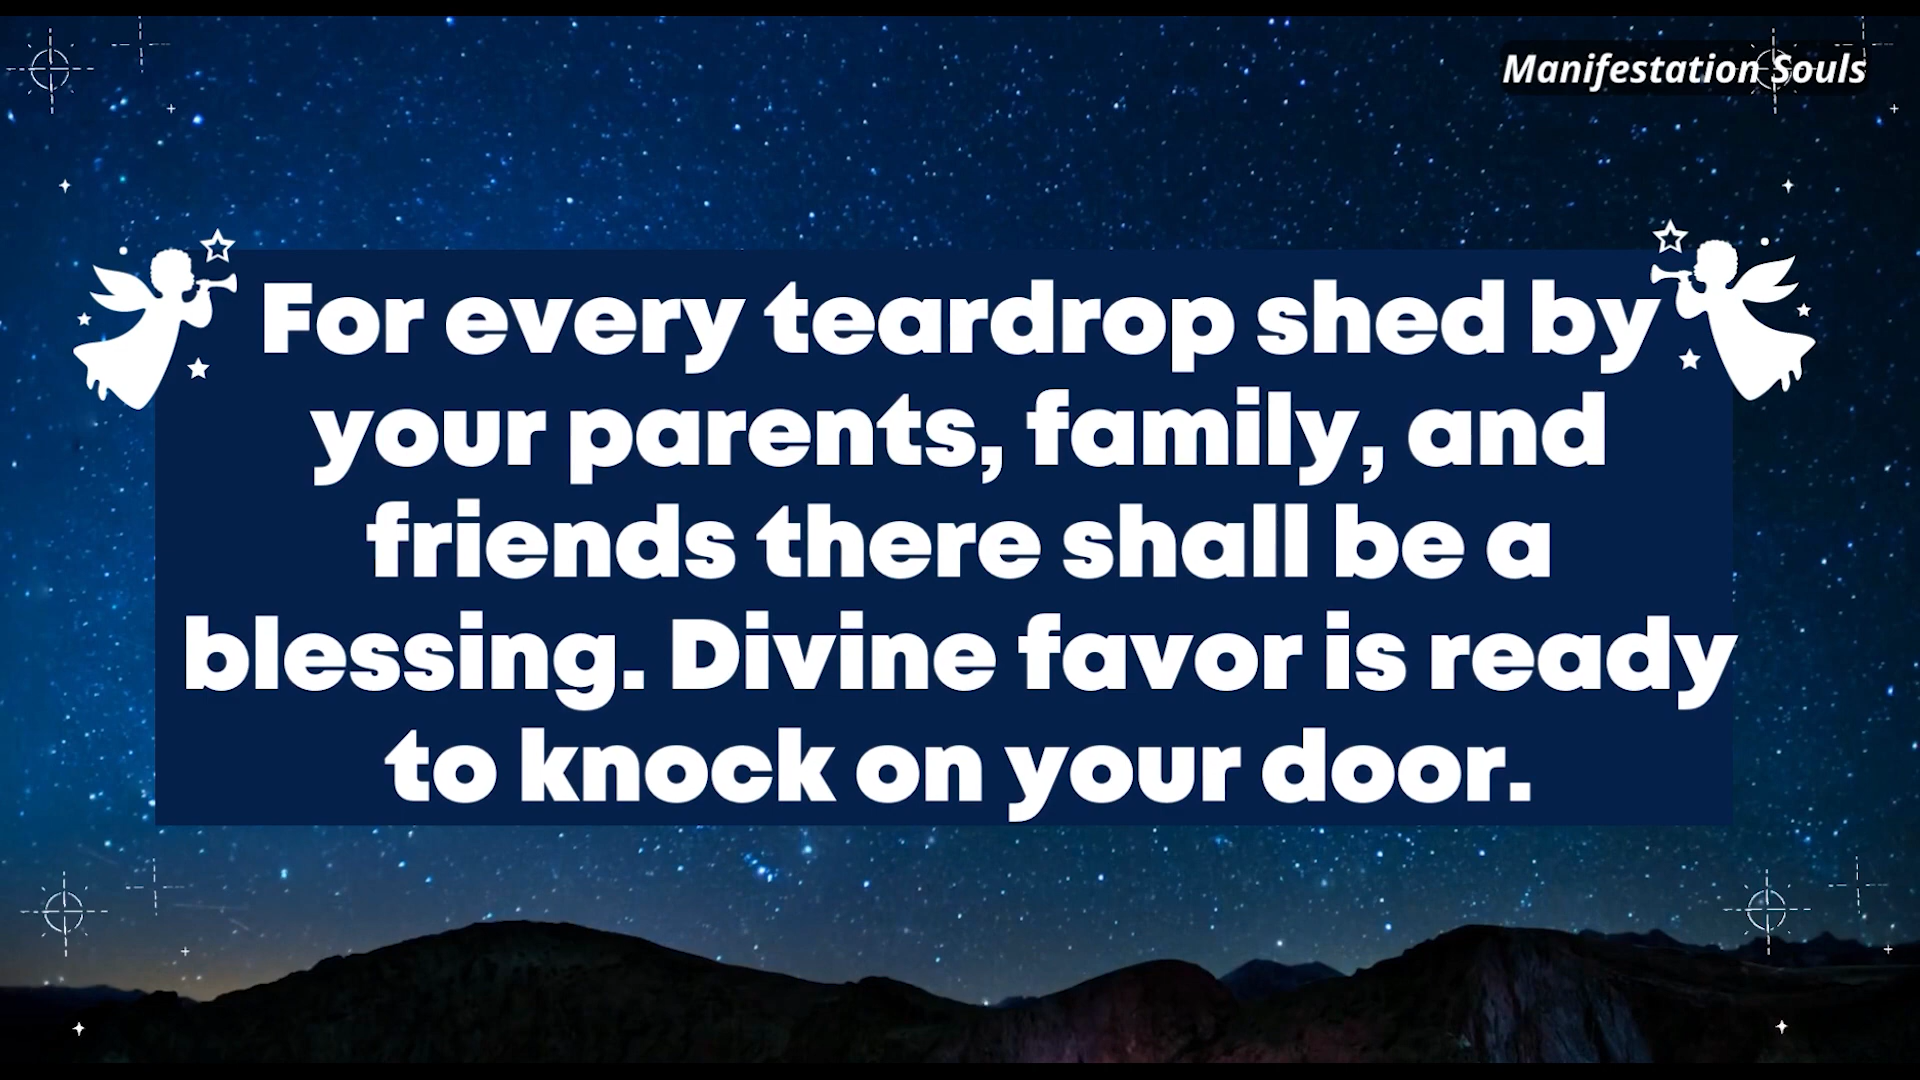 Manifestation Souls
For every teardrop shed by
your parents, family, and
friends there shall be a
blessing. Divine favor is ready
to knock on your door.